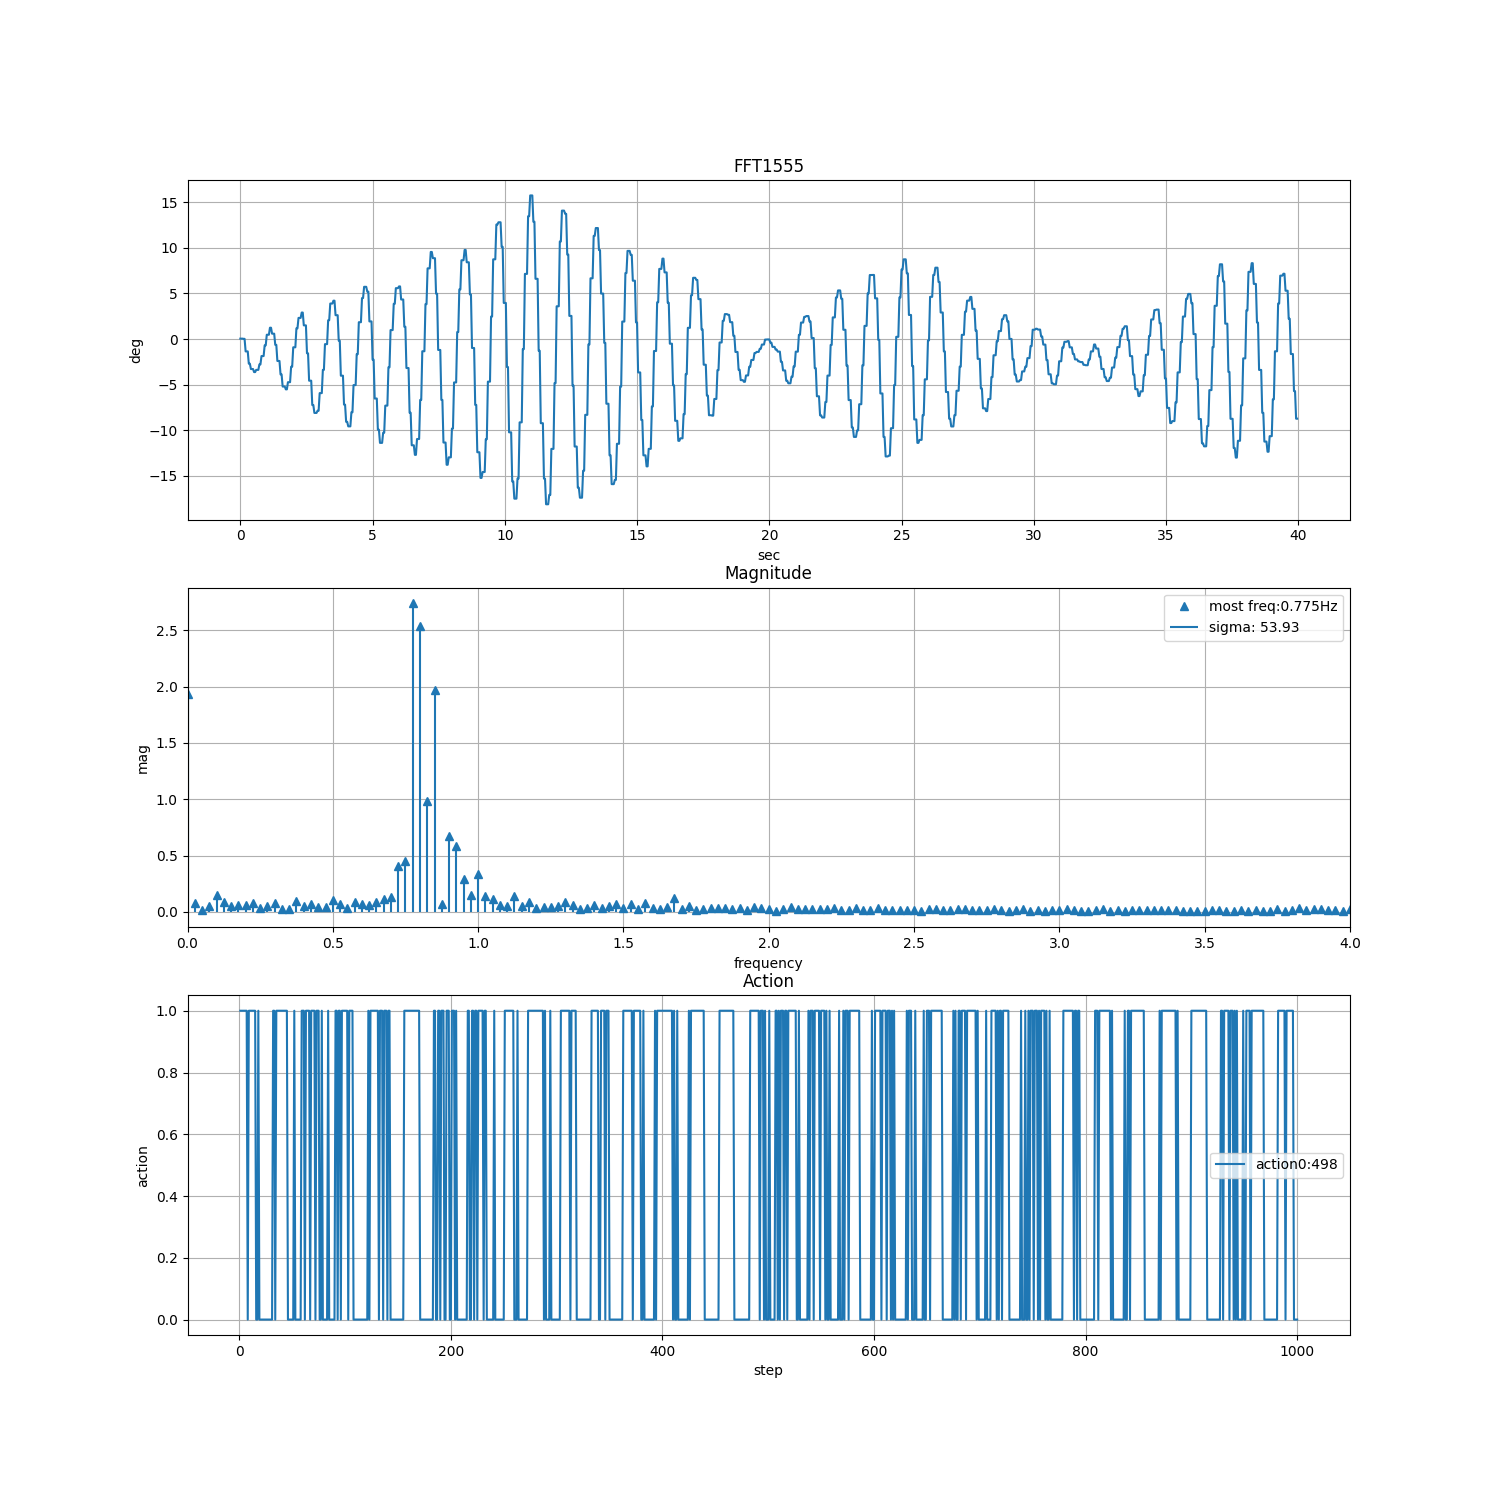 FFT1555
15
10
5
0
−5
−10
−15
deg
0 5 10 15 20 25 30 35 40
sec
Magnitude
most freq:0.775Hz
sigma: 53.93
2.5
2.0
1.5
1.0
0.5
0.0
mag
0.0 0.5 1.0 1.5 2.0 2.5 3.0 3.5 4.0
frequency
Action
1.0
0.8
0.6
0.4
0.2
0.0
action
action0:498
0 200 400 600 800 1000
step